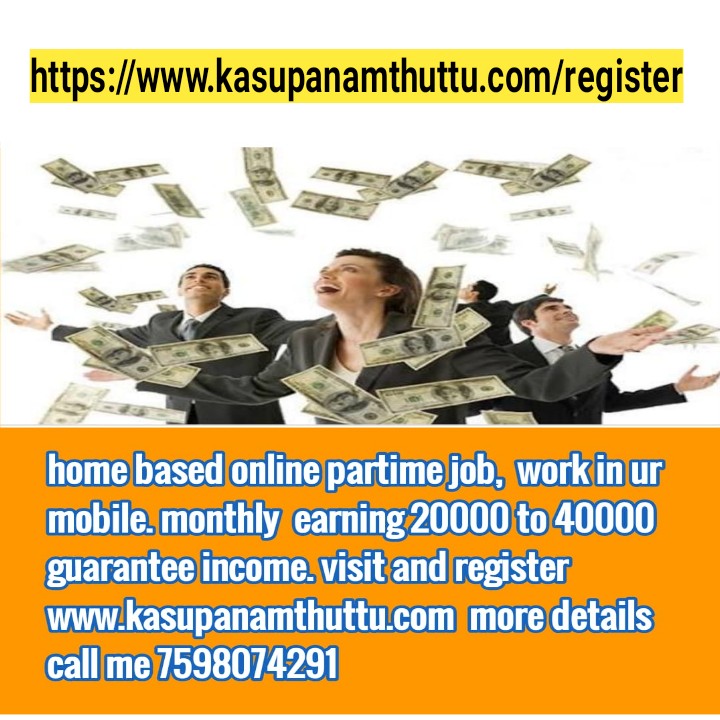 https://www.kasupanamthuttu.com/register
home based online partime job, work in ur
mobile. monthly earning 20000 to 40000
guarantee income. visit and register
www.kasupanamthuttu.com more details
call me 7598074291